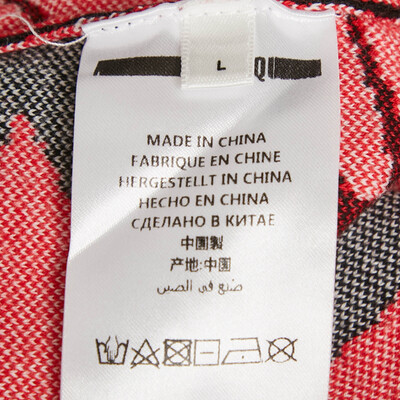 L
MADE IN CHINA
FABRIQUE EN CHINE
HERGESTELLT IN CHINA
HECHO EN CHINA
СДЕЛАНО В КИТАЕ
中國製
产地:中国
صنع في الصين